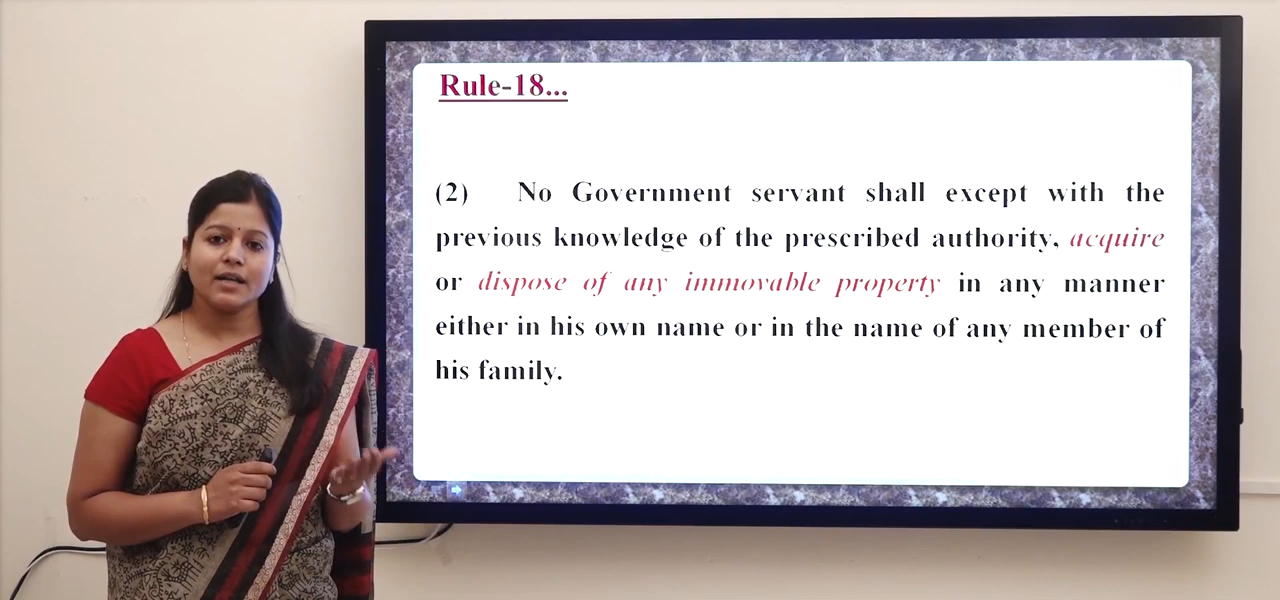 Rule-18...
(2) No Government servant shall except with the
previous knowledge of the prescribed authority, acquire
or dispose of any immovable property in any manner
either in his own name or in the name of any member of
his family.